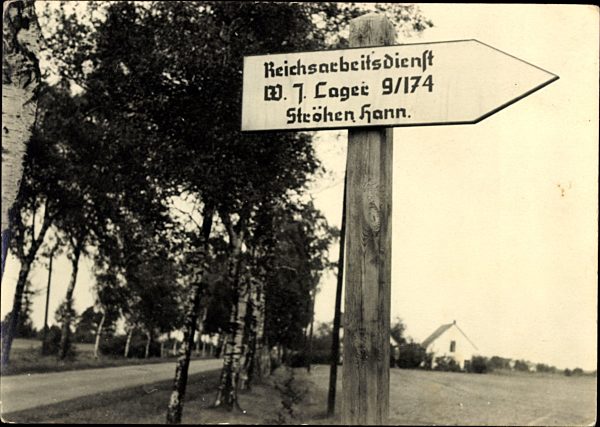 Reichsarbeitsdienst
W. J. Lager 9/174
Ströhen, Hann.